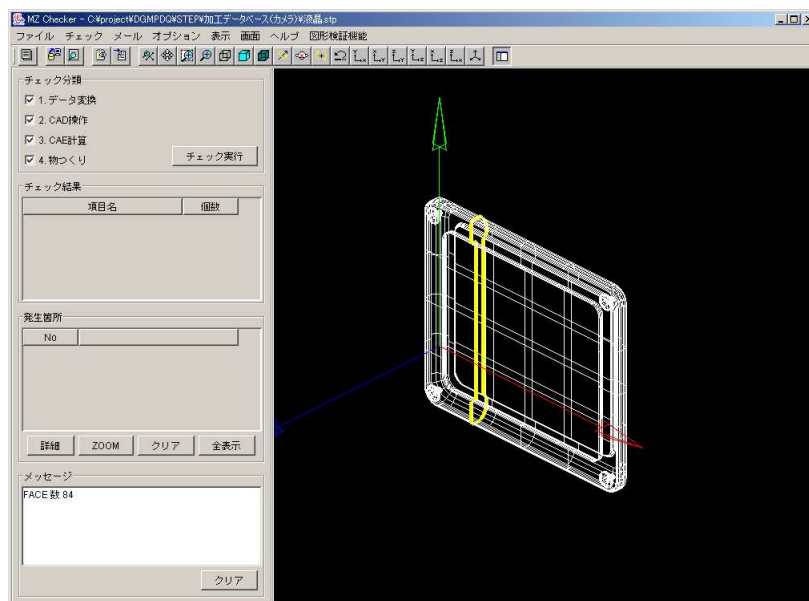 MZ Checker - C:¥project¥DGMPDQ¥STEP¥加工データベース(カメラ)¥液晶.stp
ファイル チェック メール オプション 表示 画面 ヘルプ 図形検証機能
チェック分類
1. データ変換
2. CAD操作
3. CAE計算
4. 物つくり
チェック実行
チェック結果
項目名 個数
発生箇所
No
詳細 ZOOM クリア 全表示
メッセージ
FACE 数 84
クリア